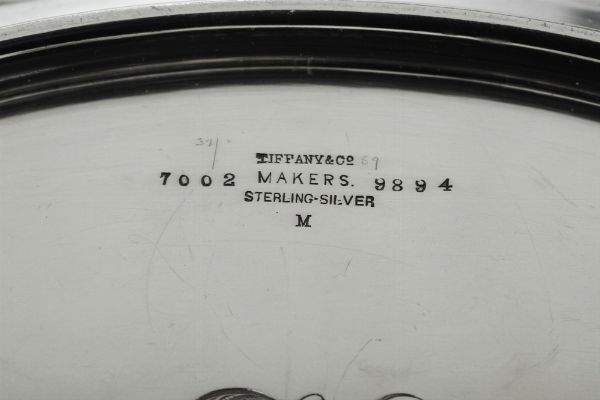 TIFFANY&Co
7002 MAKERS. 9894
STERLING-SILVER
M